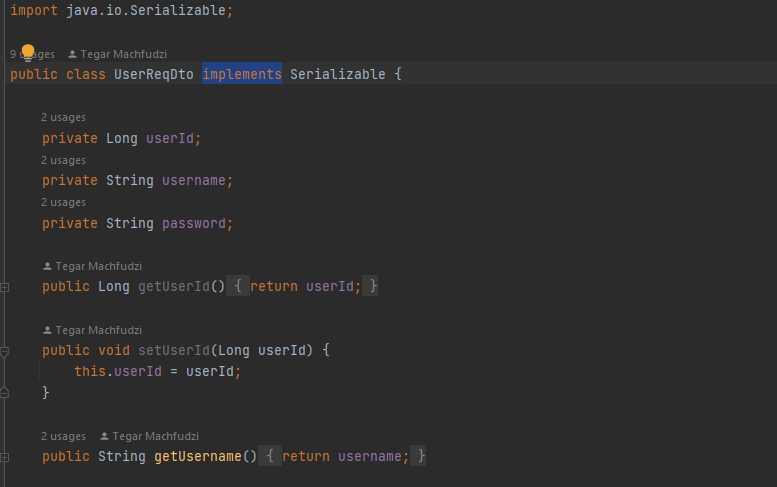 import java.io.Serializable;
9 usages Tegar Machfudzi
public class UserReqDto implements Serializable {
2 usages
private Long userId;
2 usages
private String username;
2 usages
private String password;
Tegar Machfudzi
public Long getUserId() { return userId; }
Tegar Machfudzi
public void setUserId(Long userId) {
this.userId = userId;
}
2 usages Tegar Machfudzi
public String getUsername() { return username; }